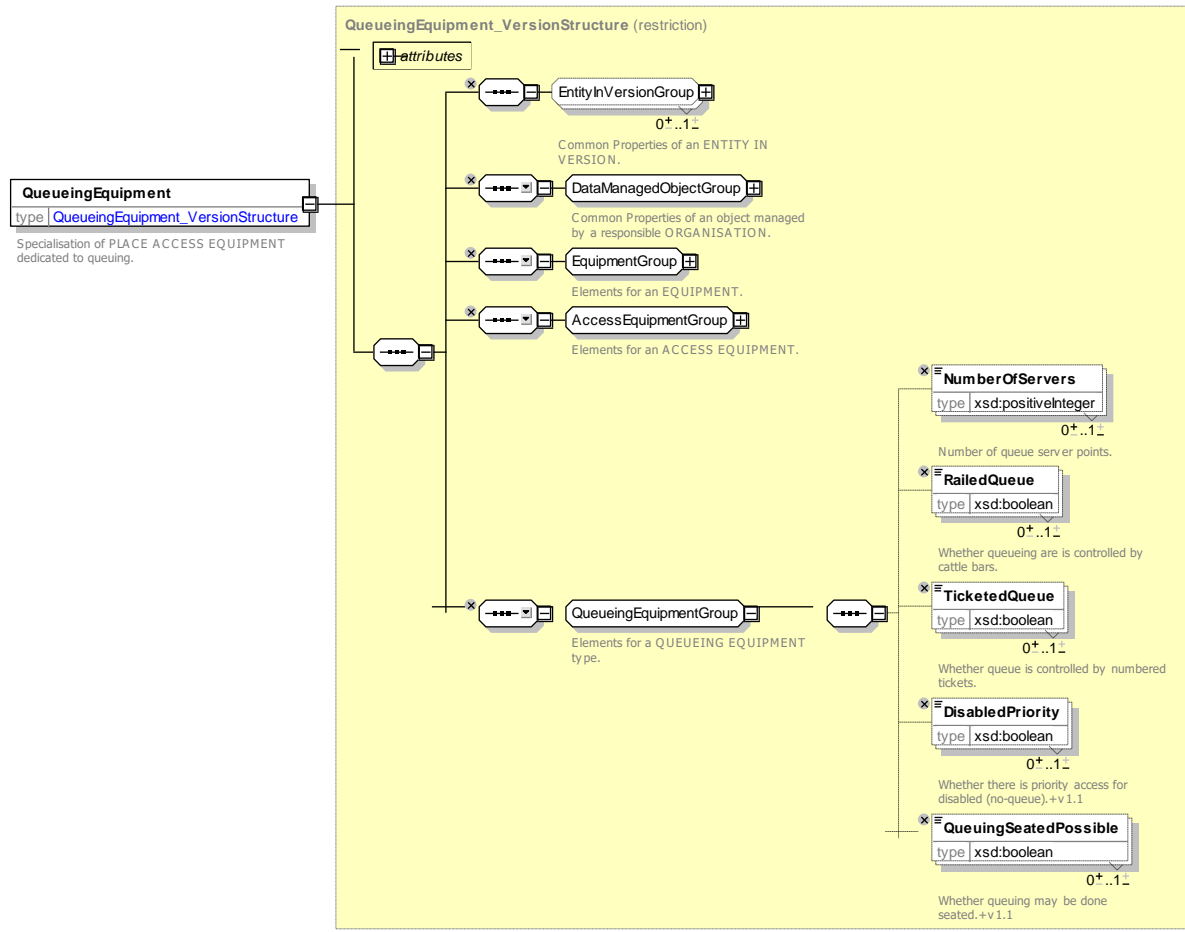 QueueingEquipment_VersionStructure (restriction)
attributes
EntityInVersionGroup
0..1
Common Properties of an ENTITY IN
VERSION.
DataManagedObjectGroup
Common Properties of an object managed
by a responsible ORGANISATION.
QueueingEquipment
type QueueingEquipment_VersionStructure
Specialisation of PLACE ACCESS EQUIPMENT
dedicated to queuing.
EquipmentGroup
Elements for an EQUIPMENT.
AccessEquipmentGroup
Elements for an ACCESS EQUIPMENT.
NumberOfServers
type xsd:positiveInteger
0..1
Number of queue server points.
RailedQueue
type xsd:boolean
0..1
Whether queueing are is controlled by
cattle bars.
TicketedQueue
type xsd:boolean
0..1
Whether queue is controlled by numbered
tickets.
QueueingEquipmentGroup
Elements for a QUEUEING EQUIPMENT
type.
DisabledPriority
type xsd:boolean
0..1
Whether there is priority access for
disabled (no-queue).+v1.1
QueuingSeatedPossible
type xsd:boolean
0..1
Whether queuing may be done
seated.+v1.1